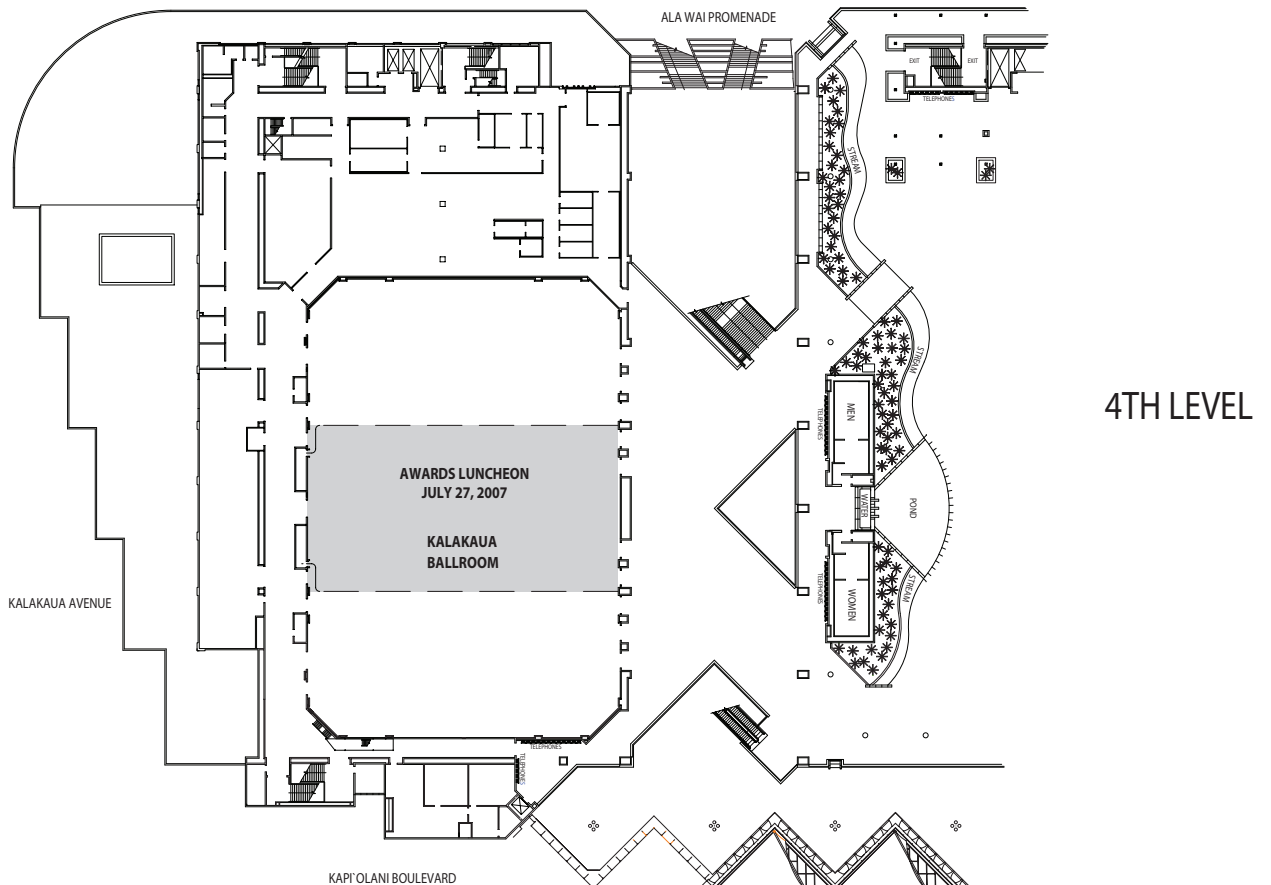 ALA WAI PROMENADE
EXIT
EXIT
TELEPHONES
STREAM
STREAM
4TH LEVEL
MEN
TELEPHONES
AWARDS LUNCHEON
JULY 27, 2007
KALAKAUA
BALLROOM
WATER
POND
STREAM
TELEPHONES
WOMEN
KALAKAUA AVENUE
TELEPHONES
TELEPHONES
KAPI`OLANI BOULEVARD